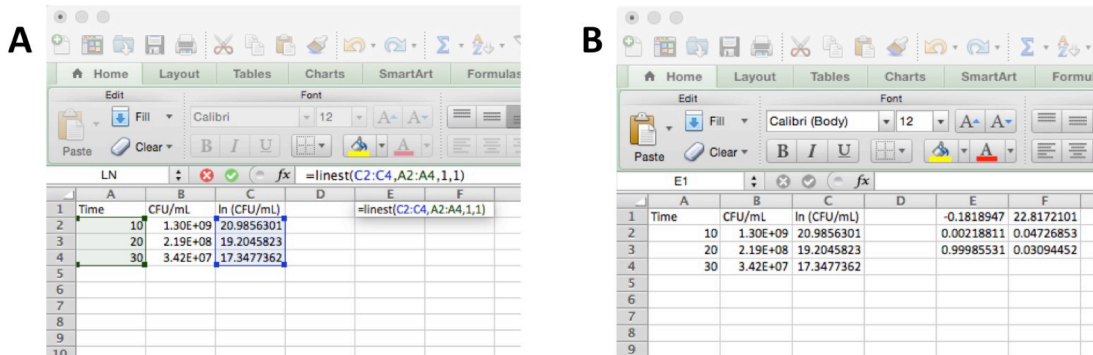 A
Home Layout Tables Charts SmartArt Formulas
Edit Font
Paste Fill Clear Calibri 12 A A
B I U A
LN fx =linest(C2:C4,A2:A4,1,1)
A B C D E F
1 Time CFU/mL ln (CFU/mL) =linest(C2:C4,A2:A4,1,1)
2 10 1.30E+09 20.9856301
3 20 2.19E+08 19.2045823
4 30 3.42E+07 17.3477362
5
6
7
8
9
10
B
Home Layout Tables Charts SmartArt Formul
Edit Font
Paste Fill Clear Calibri (Body) 12 A A
B I U A
E1 fx
A B C D E F
1 Time CFU/mL ln (CFU/mL) -0.1818947 22.8172101
2 10 1.30E+09 20.9856301 0.00218811 0.04726853
3 20 2.19E+08 19.2045823 0.99985531 0.03094452
4 30 3.42E+07 17.3477362
5
6
7
8
9